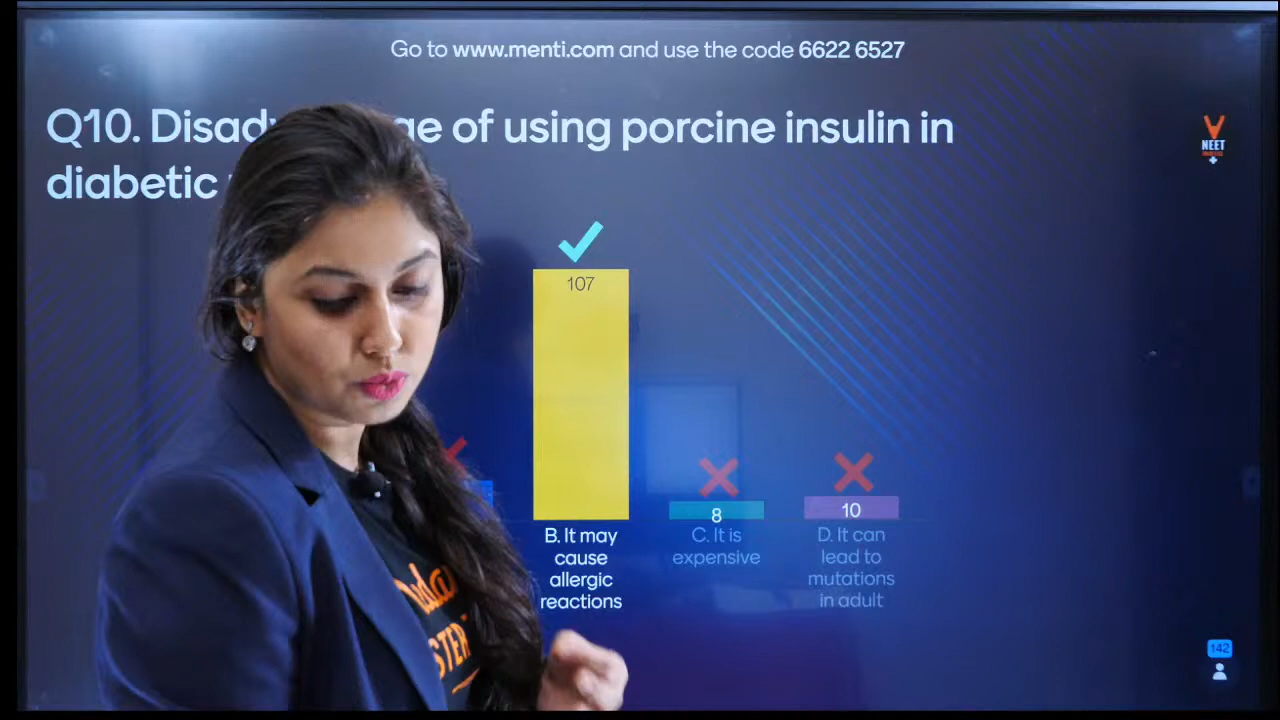 Go to www.menti.com and use the code 6622 6527
Q10. of using porcine insulin in
diabetic
107
8
10
B. It may
cause
allergic
reactions
C. It is
expensive
D. It can
lead to
mutations
in adult
NEET
142